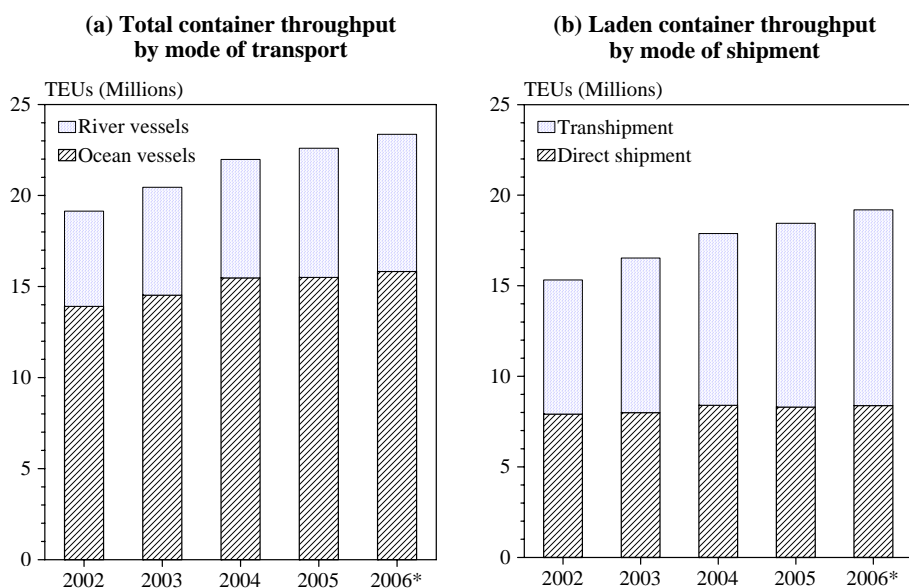 (a) Total container throughput
by mode of transport
TEUs (Millions)
25
20
15
10
5
0
River vessels
Ocean vessels
2002 2003 2004 2005 2006*
(b) Laden container throughput
by mode of shipment
TEUs (Millions)
25
20
15
10
5
0
Transhipment
Direct shipment
2002 2003 2004 2005 2006*